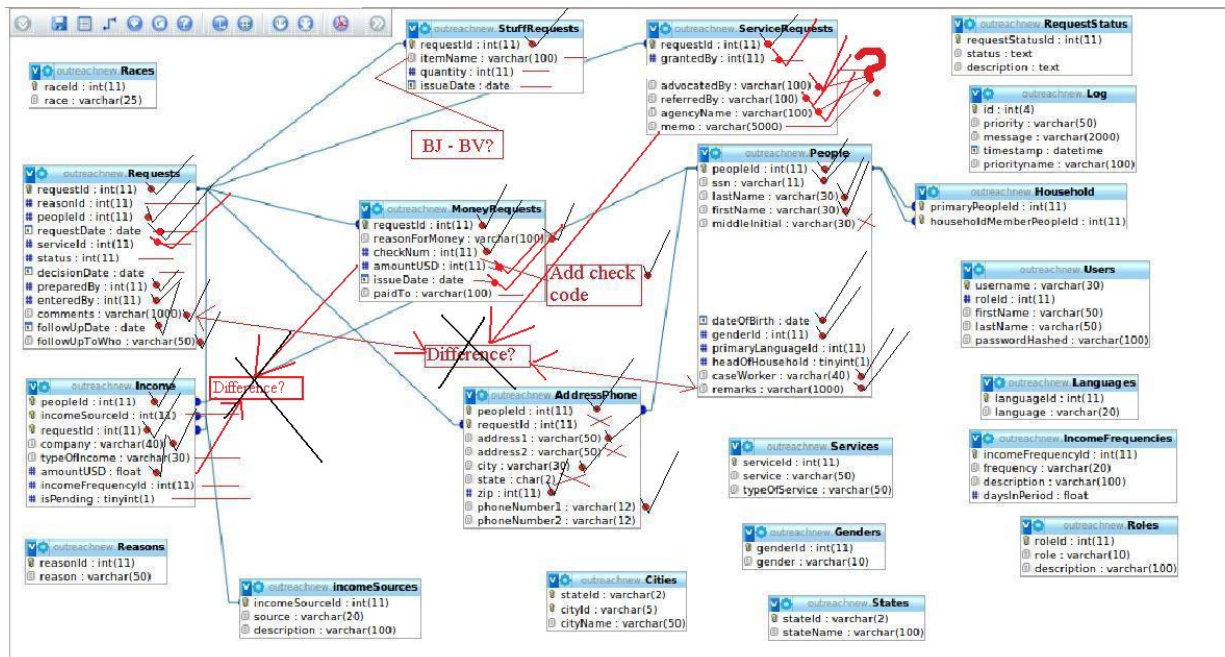 outreachnew.Races
raceId : int(11)
race : varchar(25)
outreachnew.StuffRequests
requestId : int(11)
itemName : varchar(100)
quantity : int(11)
issueDate : date
outreachnew.ServiceRequests
requestId : int(11)
grantedBy : int(11)
advocatedBy : varchar(100)
referredBy : varchar(100)
agencyName : varchar(100)
memo : varchar(5000)
?
outreachnew.RequestStatus
requestStatusId : int(11)
status : text
description : text
outreachnew.Log
id : int(4)
priority : varchar(50)
message : varchar(2000)
timestamp : datetime
priorityname : varchar(100)
BJ - BV?
outreachnew.Requests
requestId : int(11)
reasonId : int(11)
peopleId : int(11)
requestDate : date
serviceId : int(11)
status : int(11)
decisionDate : date
preparedBy : int(11)
enteredBy : int(11)
comments : varchar(1000)
followUpDate : date
followUpToWho : varchar(50)
outreachnew.MoneyRequests
requestId : int(11)
reasonForMoney : varchar(100)
checkNum : int(11)
amountUSD : int(11)
issueDate : date
paidTo : varchar(100)
Add check
code
outreachnew.People
peopleId : int(11)
ssn : varchar(11)
lastName : varchar(30)
firstName : varchar(30)
middleInitial : varchar(30)
dateOfBirth : date
genderId : int(11)
primaryLanguageId : int(11)
headOfHousehold : tinyint(1)
caseWorker : varchar(40)
remarks : varchar(1000)
outreachnew.Household
primaryPeopleId : int(11)
householdMemberPeopleId : int(11)
outreachnew.Users
username : varchar(30)
roleId : int(11)
firstName : varchar(50)
lastName : varchar(50)
passwordHashed : varchar(100)
Difference?
Difference?
outreachnew.Income
peopleId : int(11)
incomeSourceId : int(11)
requestId : int(11)
company : varchar(40)
typeOfIncome : varchar(30)
amountUSD : float
incomeFrequencyId : int(11)
isPending : tinyint(1)
outreachnew.AddressPhone
peopleId : int(11)
requestId : int(11)
address1 : varchar(50)
address2 : varchar(50)
city : varchar(30)
state : char(2)
zip : int(11)
phoneNumber1 : varchar(12)
phoneNumber2 : varchar(12)
outreachnew.Languages
languageId : int(11)
language : varchar(20)
outreachnew.Services
serviceId : int(11)
service : varchar(50)
typeOfService : varchar(50)
outreachnew.IncomeFrequencies
incomeFrequencyId : int(11)
frequency : varchar(20)
description : varchar(100)
daysInPeriod : float
outreachnew.Reasons
reasonId : int(11)
reason : varchar(50)
outreachnew.incomeSources
incomeSourceId : int(11)
source : varchar(20)
description : varchar(100)
outreachnew.Cities
stateId : varchar(2)
cityId : varchar(5)
cityName : varchar(50)
outreachnew.Genders
genderId : int(11)
gender : varchar(10)
outreachnew.States
stateId : varchar(2)
stateName : varchar(100)
outreachnew.Roles
roleId : int(11)
role : varchar(10)
description : varchar(100)